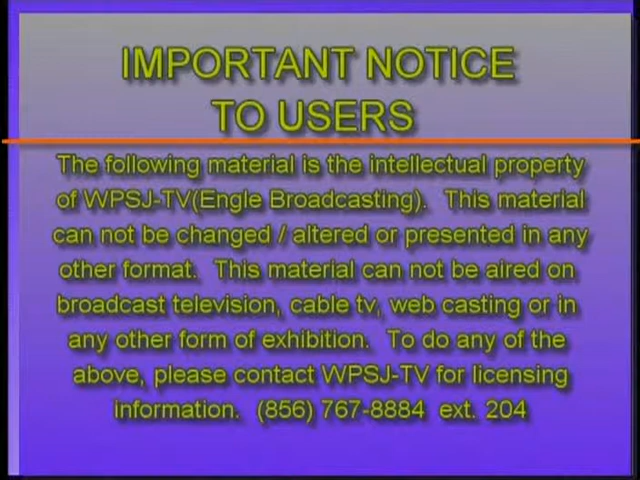 IMPORTANT NOTICE
TO USERS
The following material is the intellectual property
of WPSJ-TV(Engle Broadcasting). This material
can not be changed / altered or presented in any
other format. This material can not be aired on
broadcast television, cable tv, web casting or in
any other form of exhibition. To do any of the
above, please contact WPSJ-TV for licensing
information. (856) 767-8884 ext. 204